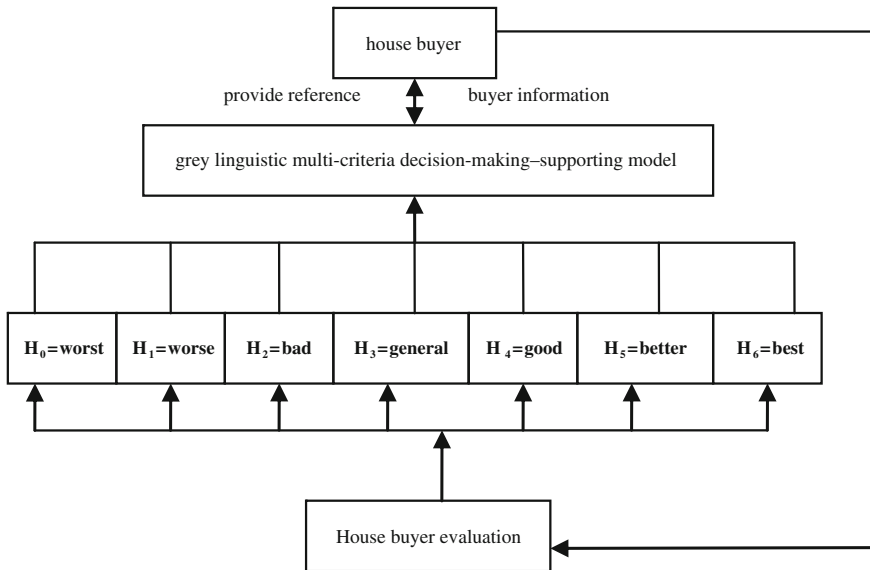 house buyer
provide reference buyer information
grey linguistic multi-criteria decision-making–supporting model
H₀=worst H₁=worse H₂=bad H₃=general H₄=good H₅=better H₆=best
House buyer evaluation